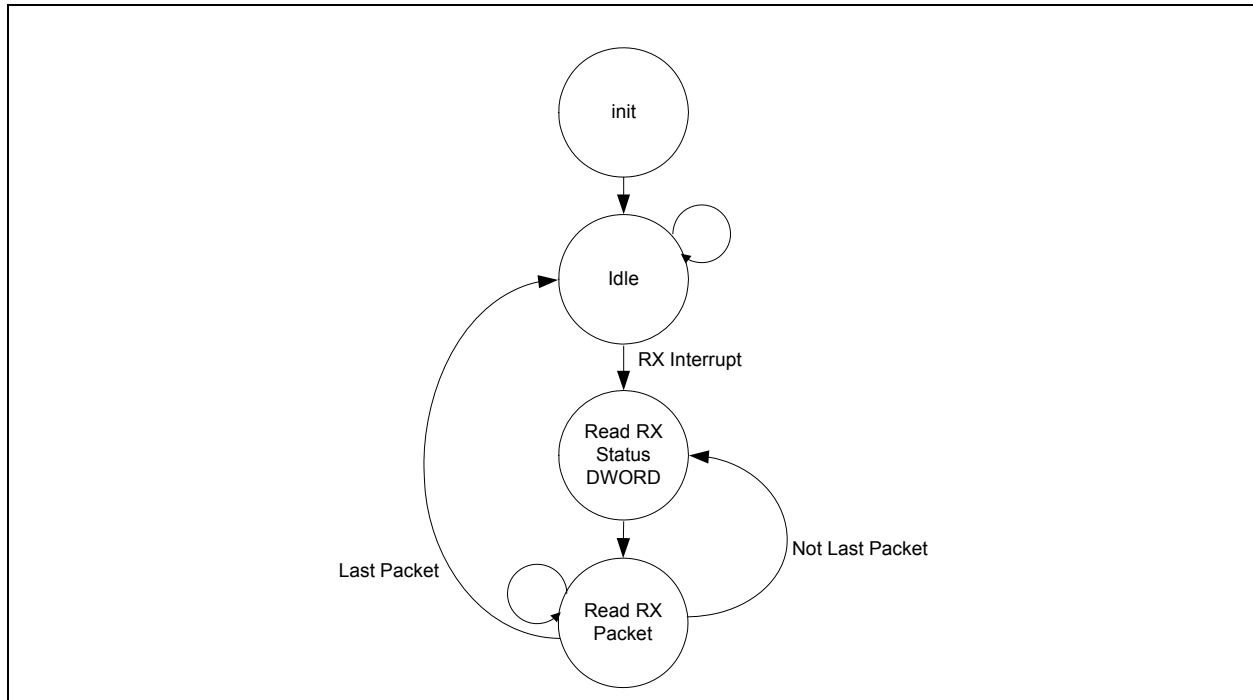 init
Idle
RX Interrupt
Read RX
Status
DWORD
Not Last Packet
Last Packet
Read RX
Packet